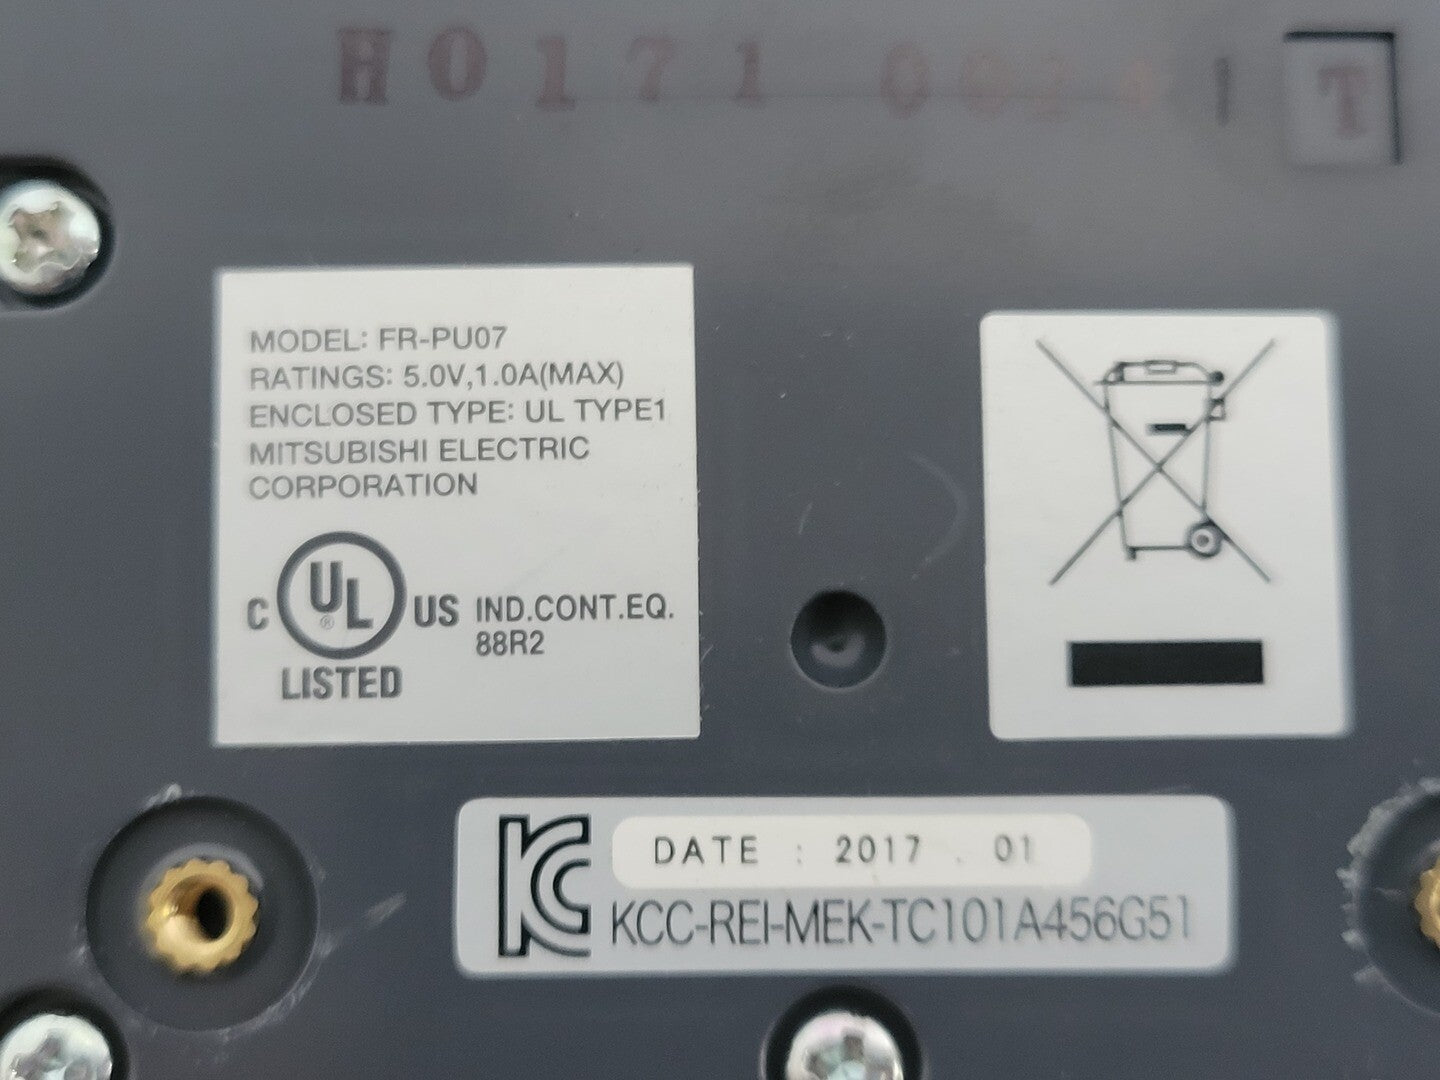 H0171
T
MODEL: FR-PU07
RATINGS: 5.0V,1.0A(MAX)
ENCLOSED TYPE: UL TYPE1
MITSUBISHI ELECTRIC
CORPORATION
C UL ® US IND.CONT.EQ.
88R2
LISTED
KC DATE : 2017 . 01
KCC-REI-MEK-TC101A456G51